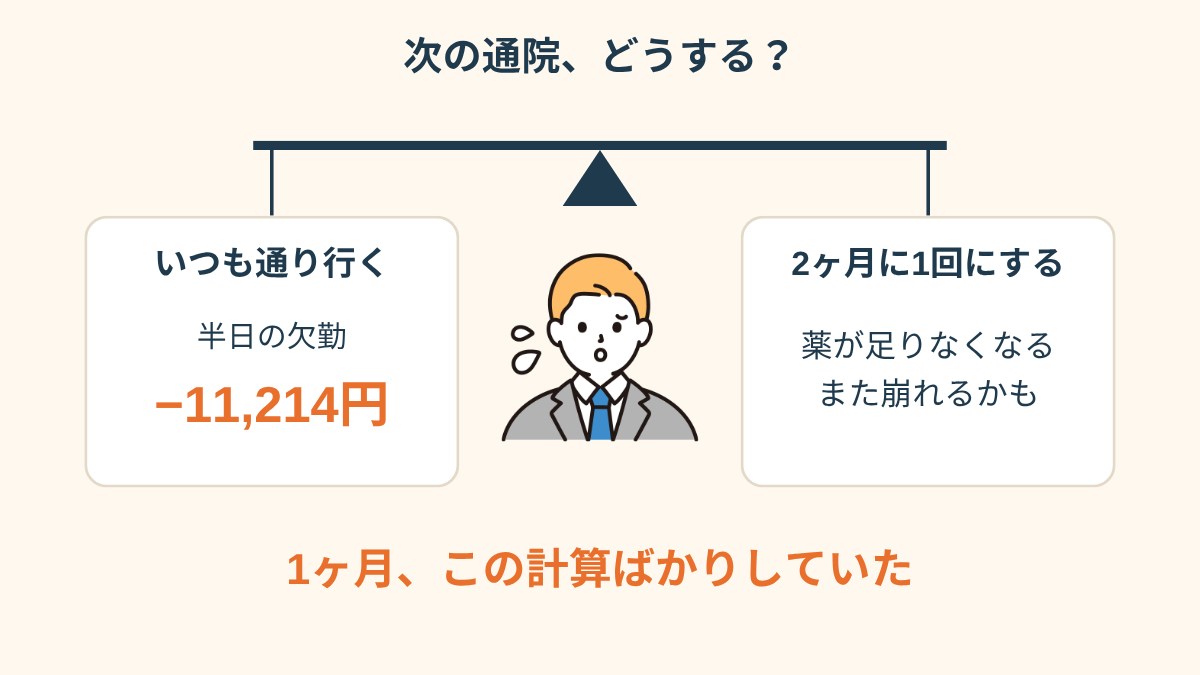 次の通院、どうする？
いつも通り行く
半日の欠勤
−11,214円
2ヶ月に1回にする
薬が足りなくなる
また崩れるかも
1ヶ月、この計算ばかりしていた